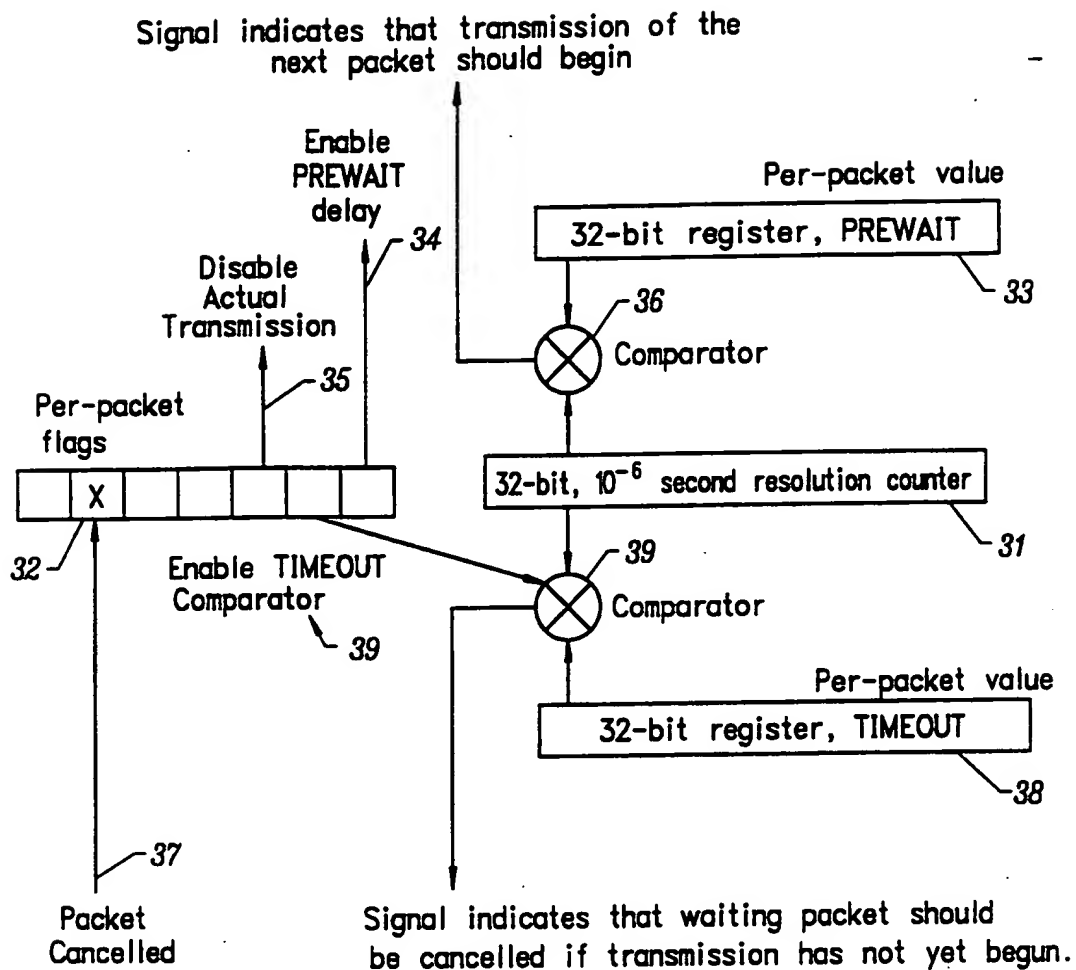 Signal indicates that transmission of the
next packet should begin
Enable
PREWAIT
delay
34
Per-packet value
32-bit register, PREWAIT
33
Disable
Actual
Transmission
35
36
Comparator
Per-packet
flags
X
32
32-bit, 10⁻⁶ second resolution counter
31
Enable TIMEOUT
Comparator
39
39
Comparator
Per-packet value
32-bit register, TIMEOUT
38
37
Packet
Cancelled
Signal indicates that waiting packet should
be cancelled if transmission has not yet begun.